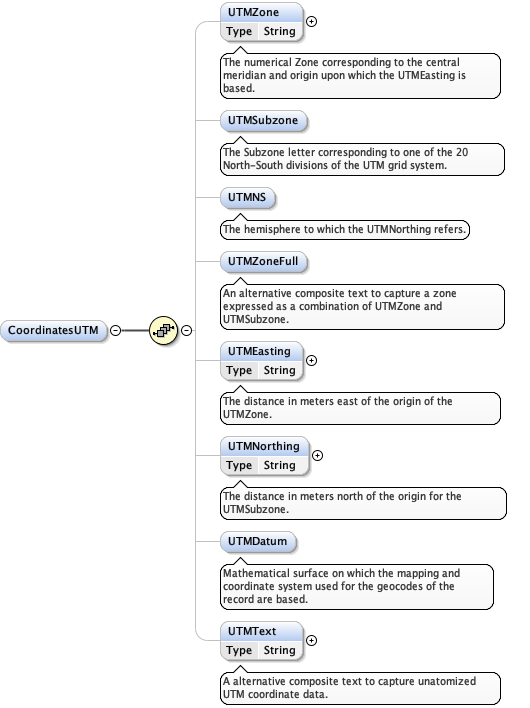 UTMZone
Type String
The numerical Zone corresponding to the central
meridian and origin upon which the UTMEasting is
based.
UTMSubzone
The Subzone letter corresponding to one of the 20
North-South divisions of the UTM grid system.
UTMNS
The hemisphere to which the UTMNorthing refers.
UTMZoneFull
An alternative composite text to capture a zone
expressed as a combination of UTMZone and
UTMSubzone.
CoordinatesUTM
UTMEasting
Type String
The distance in meters east of the origin of the
UTMZone.
UTMNorthing
Type String
The distance in meters north of the origin for the
UTMSubzone.
UTMDatum
Mathematical surface on which the mapping and
coordinate system used for the geocodes of the
record are based.
UTMText
Type String
A alternative composite text to capture unatomized
UTM coordinate data.